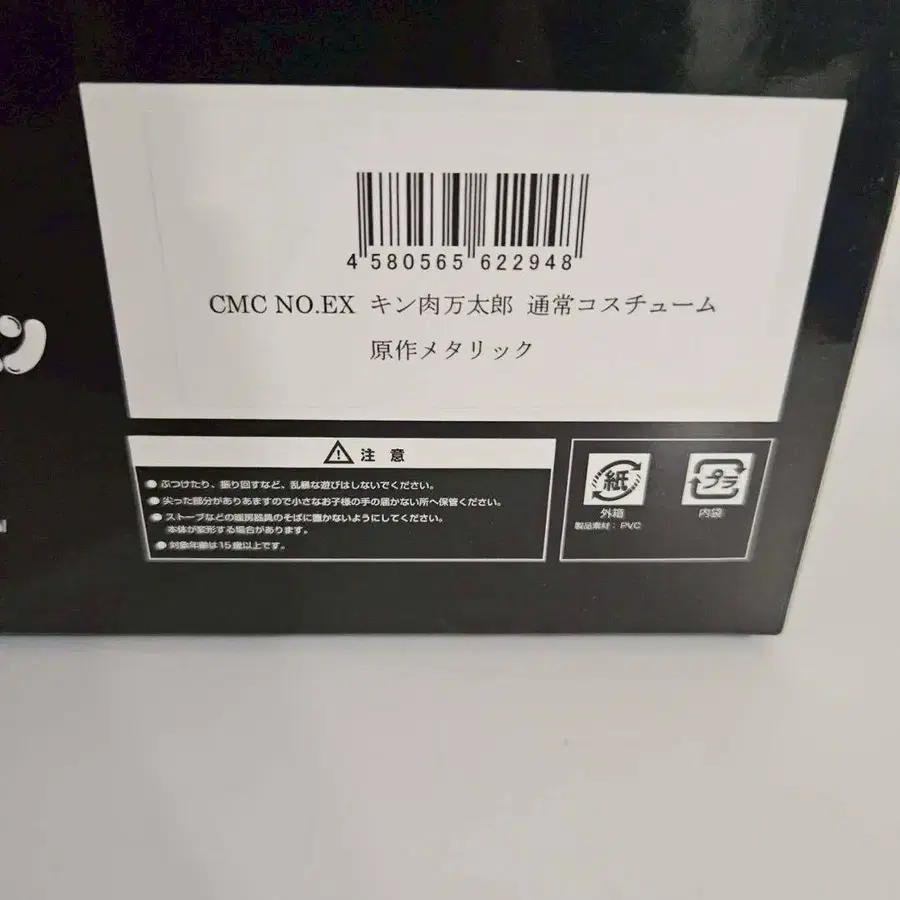 4 580565 622948
CMC NO.EX キン肉万太郎 通常コスチューム
原作メタリック
注意
ぶつけたり、振り回すなど、乱暴な遊びはしないでください。
尖った部分がありあますので小さなお子様の手の届かない所へ保管ください。
ストーブなどの暖房器具のそばに置かないようにしてください。
本体が変形する場合があります。
対象年齢は15歳以上です。
紙
プラ
外箱
内袋
製品素材：PVC